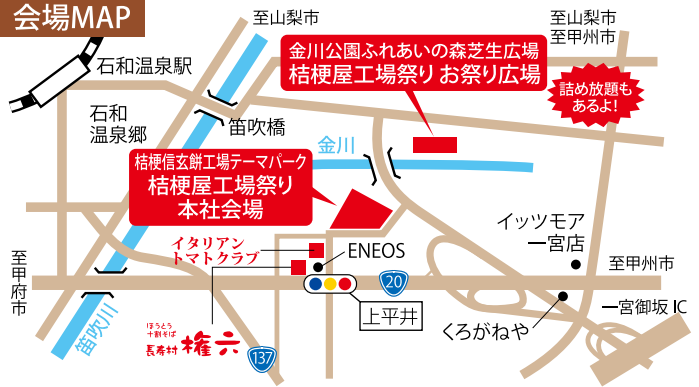 会場MAP
至山梨市
至山梨市
至甲州市
石和温泉駅
金川公園ふれあいの森芝生広場
桔梗屋工場祭り お祭り広場
詰め放題も
あるよ!
石和
温泉郷
笛吹橋
金川
桔梗信玄餅工場テーマパーク
桔梗屋工場祭り
本社会場
イッツモア
一宮店
イタリアン
トマトクラブ
ENEOS
至甲府市
至甲州市
20
一宮御坂 IC
上平井
くろがねや
笛吹川
ほうとう
十割そば
長寿村 権六
137